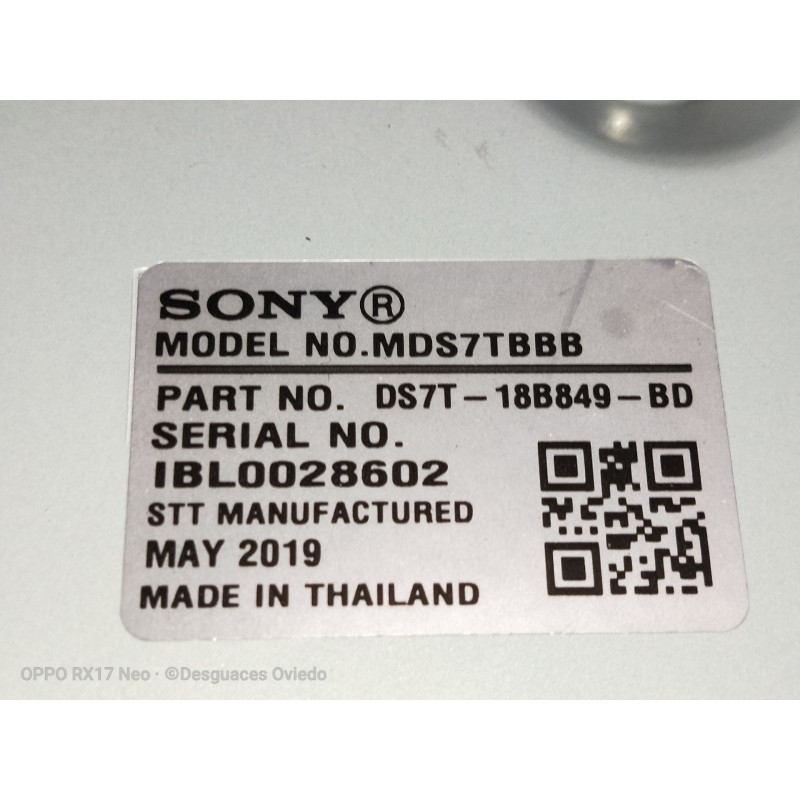 SONY®
MODEL NO.MDS7TBBB
PART NO. DS7T-18B849-BD
SERIAL NO.
IBL0028602
STT MANUFACTURED
MAY 2019
MADE IN THAILAND
OPPO RX17 Neo · ©Desguaces Oviedo